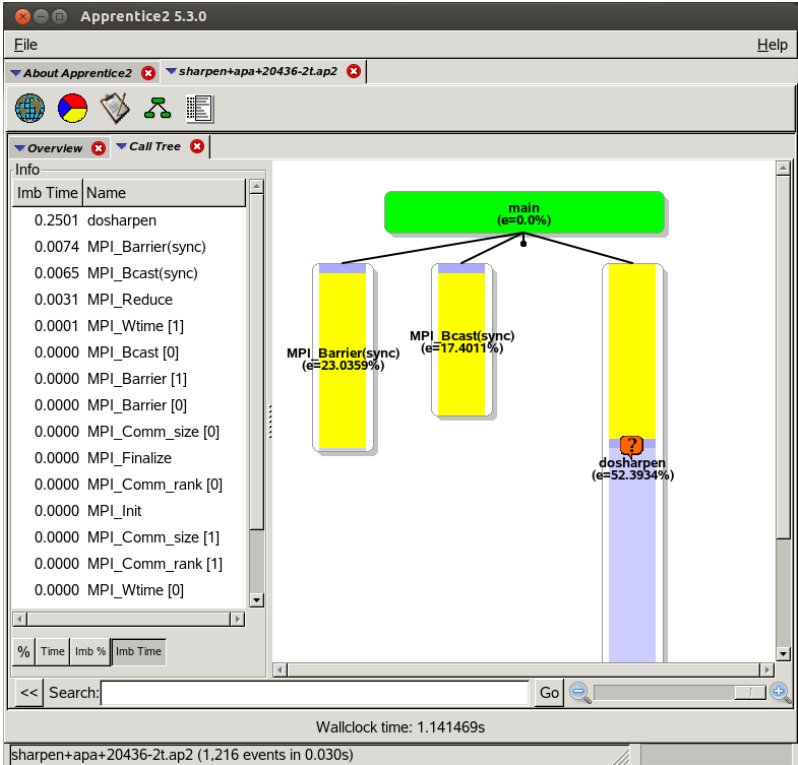 Apprentice2 5.3.0
File Help
About Apprentice2 sharpen+apa+20436-2t.ap2
Overview Call Tree
Info
Imb Time Name
0.2501 dosharpen
0.0074 MPI_Barrier(sync)
0.0065 MPI_Bcast(sync)
0.0031 MPI_Reduce
0.0001 MPI_Wtime [1]
0.0000 MPI_Bcast [0]
0.0000 MPI_Barrier [1]
0.0000 MPI_Barrier [0]
0.0000 MPI_Comm_size [0]
0.0000 MPI_Finalize
0.0000 MPI_Comm_rank [0]
0.0000 MPI_Init
0.0000 MPI_Comm_size [1]
0.0000 MPI_Comm_rank [1]
0.0000 MPI_Wtime [0]
% Time Imb % Imb Time
main
(e=0.0%)
MPI_Barrier(sync)
(e=23.0359%)
MPI_Bcast(sync)
(e=17.4011%)
?
dosharpen
(e=52.3934%)
<< Search: Go
Wallclock time: 1.141469s
sharpen+apa+20436-2t.ap2 (1,216 events in 0.030s)